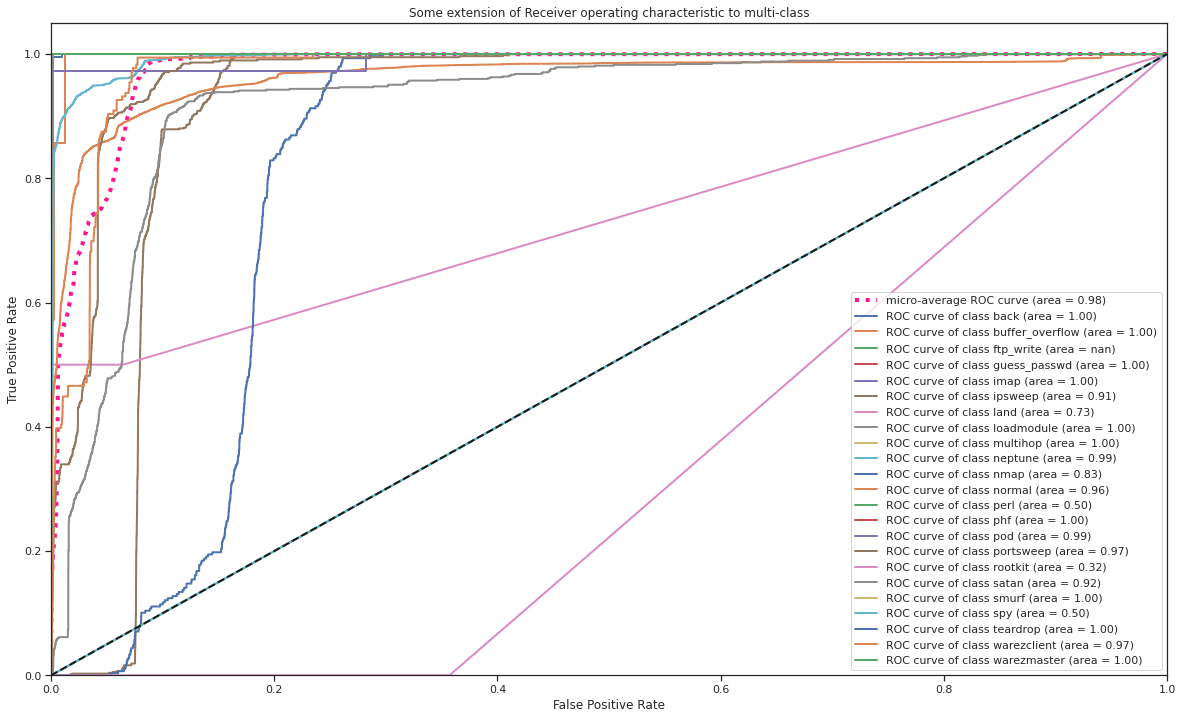 Some extension of Receiver operating characteristic to multi-class
1.0
0.8
0.6
0.4
0.2
0.0
True Positive Rate
micro-average ROC curve (area = 0.98)
ROC curve of class back (area = 1.00)
ROC curve of class buffer_overflow (area = 1.00)
ROC curve of class ftp_write (area = nan)
ROC curve of class guess_passwd (area = 1.00)
ROC curve of class imap (area = 1.00)
ROC curve of class ipsweep (area = 0.91)
ROC curve of class land (area = 0.73)
ROC curve of class loadmodule (area = 1.00)
ROC curve of class multihop (area = 1.00)
ROC curve of class neptune (area = 0.99)
ROC curve of class nmap (area = 0.83)
ROC curve of class normal (area = 0.96)
ROC curve of class perl (area = 0.50)
ROC curve of class phf (area = 1.00)
ROC curve of class pod (area = 0.99)
ROC curve of class portsweep (area = 0.97)
ROC curve of class rootkit (area = 0.32)
ROC curve of class satan (area = 0.92)
ROC curve of class smurf (area = 1.00)
ROC curve of class spy (area = 0.50)
ROC curve of class teardrop (area = 1.00)
ROC curve of class warezclient (area = 0.97)
ROC curve of class warezmaster (area = 1.00)
0.0 0.2 0.4 0.6 0.8 1.0
False Positive Rate